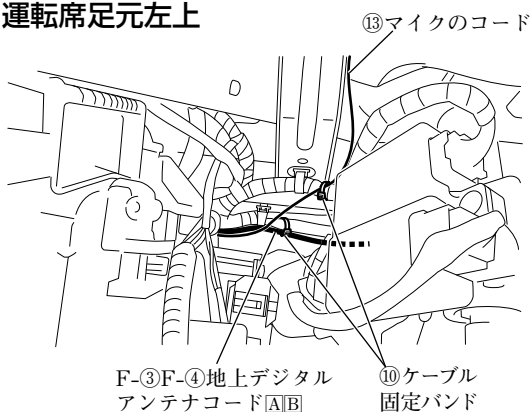 運転席足元左上
⑬マイクのコード
F-③F-④地上デジタル
アンテナコードAB
⑩ケーブル
固定バンド